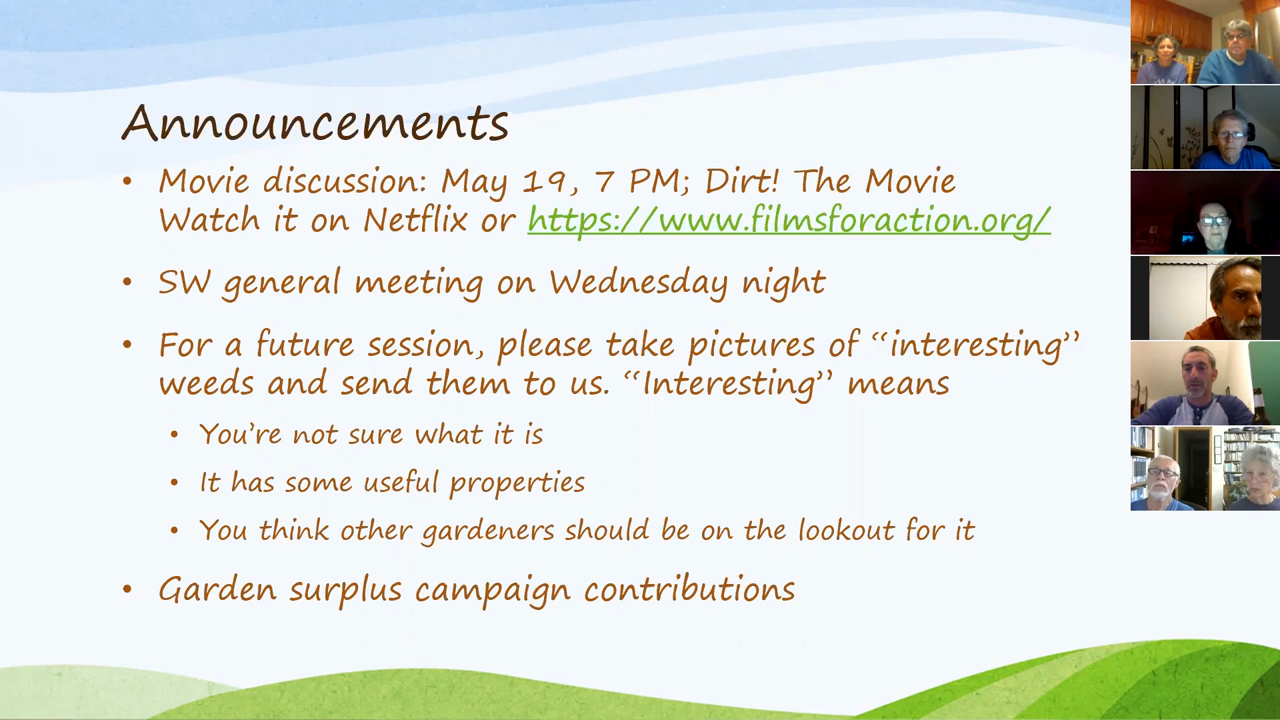 Announcements
• Movie discussion: May 19, 7 PM; Dirt! The Movie
Watch it on Netflix or https://www.filmsforaction.org/
• SW general meeting on Wednesday night
• For a future session, please take pictures of “interesting”
weeds and send them to us. “Interesting” means
• You’re not sure what it is
• It has some useful properties
• You think other gardeners should be on the lookout for it
• Garden surplus campaign contributions